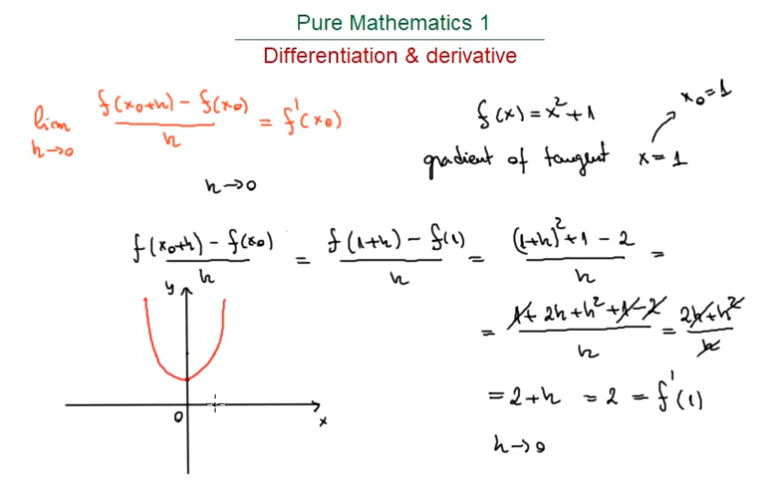 Pure Mathematics 1
Differentiation & derivative
lim h→0 (f(x₀+h) - f(x₀))/h = f'(x₀)
f(x) = x² + 1
x₀ = 1
gradient of tangent x = 1
h→0
(f(x₀+h) - f(x₀))/h = (f(1+h) - f(1))/h = ((1+h)² + 1 - 2)/h =
= (1 + 2h + h² + 1 - 2)/h = (2h + h²)/h
= 2 + h = 2 = f'(1)
h→0
y
0
x